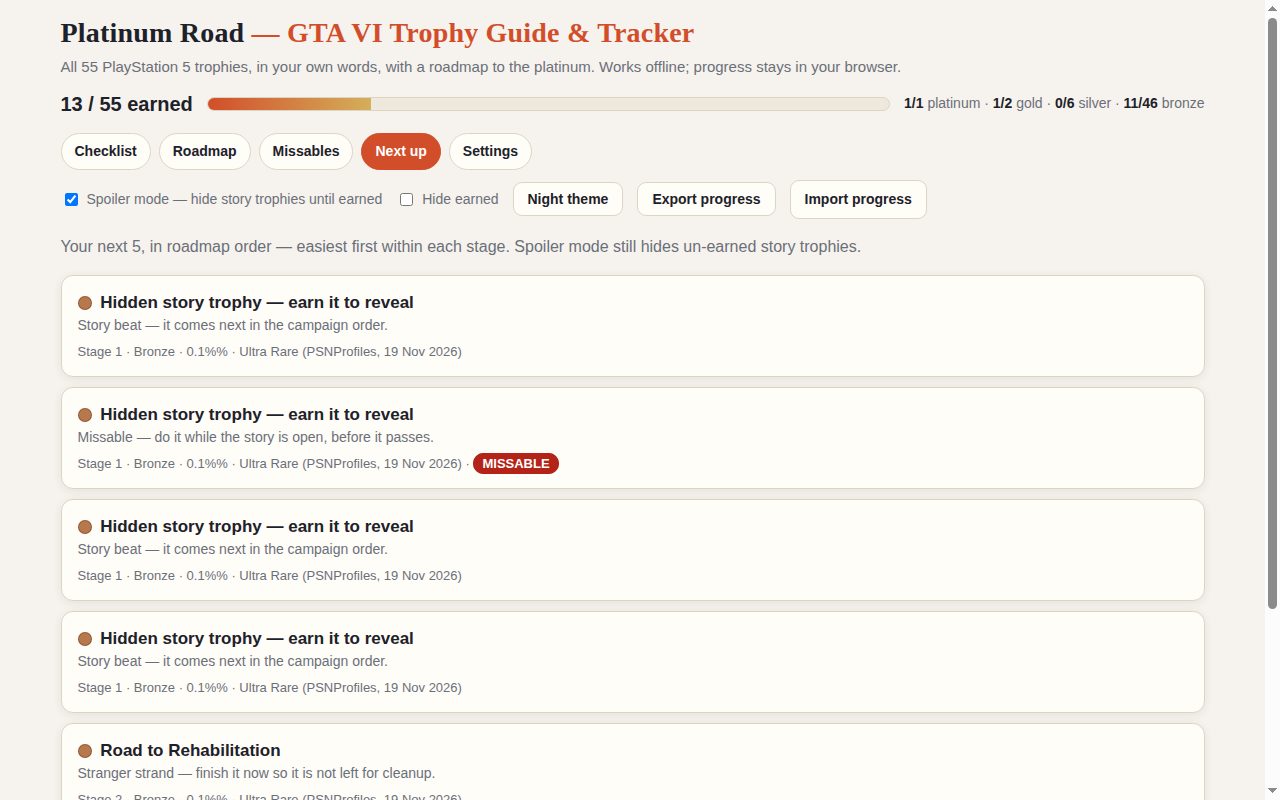 Platinum Road — GTA VI Trophy Guide & Tracker
All 55 PlayStation 5 trophies, in your own words, with a roadmap to the platinum. Works offline; progress stays in your browser.
13 / 55 earned
1/1 platinum · 1/2 gold · 0/6 silver · 11/46 bronze
Checklist Roadmap Missables Next up Settings
Spoiler mode — hide story trophies until earned Hide earned Night theme Export progress Import progress
Your next 5, in roadmap order — easiest first within each stage. Spoiler mode still hides un-earned story trophies.
Hidden story trophy — earn it to reveal
Story beat — it comes next in the campaign order.
Stage 1 · Bronze · 0.1%% · Ultra Rare (PSNProfiles, 19 Nov 2026)
Hidden story trophy — earn it to reveal
Missable — do it while the story is open, before it passes.
Stage 1 · Bronze · 0.1%% · Ultra Rare (PSNProfiles, 19 Nov 2026) · MISSABLE
Hidden story trophy — earn it to reveal
Story beat — it comes next in the campaign order.
Stage 1 · Bronze · 0.1%% · Ultra Rare (PSNProfiles, 19 Nov 2026)
Hidden story trophy — earn it to reveal
Story beat — it comes next in the campaign order.
Stage 1 · Bronze · 0.1%% · Ultra Rare (PSNProfiles, 19 Nov 2026)
Road to Rehabilitation
Stranger strand — finish it now so it is not left for cleanup.
Stage 2 · Bronze · 0.1%% · Ultra Rare (PSNProfiles, 19 Nov 2026)